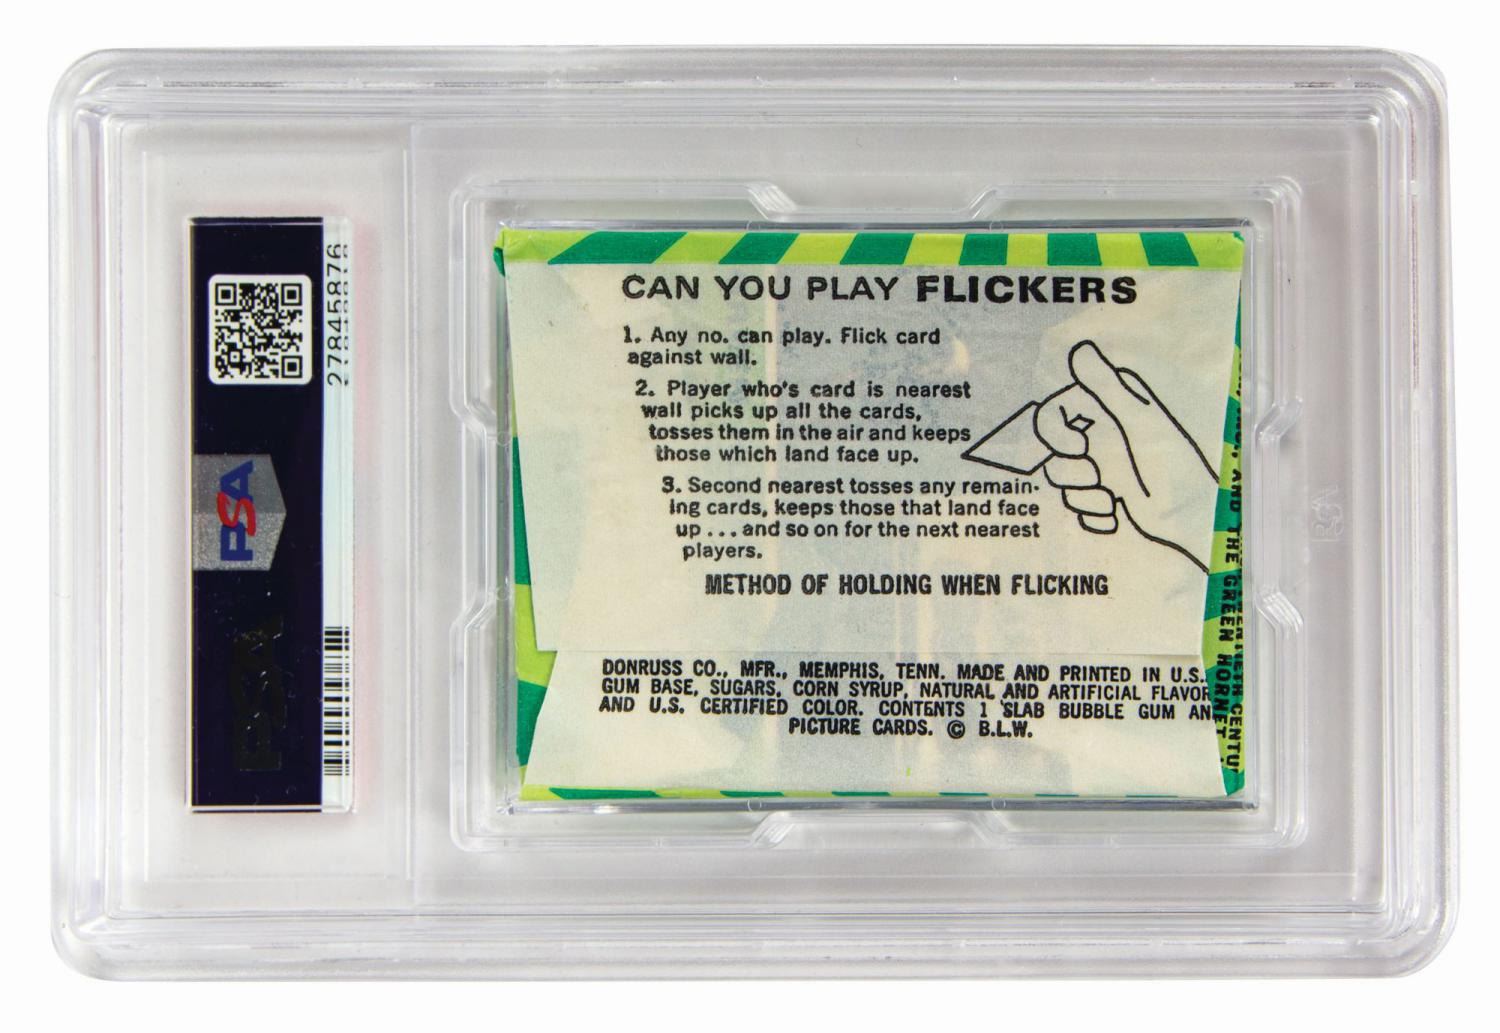 27845876
PSA
CAN YOU PLAY FLICKERS
1. Any no. can play. Flick card
against wall.
2. Player who's card is nearest
wall picks up all the cards,
tosses them in the air and keeps
those which land face up.
3. Second nearest tosses any remain-
ing cards, keeps those that land face
up ... and so on for the next nearest
players.
METHOD OF HOLDING WHEN FLICKING
DONRUSS CO., MFR., MEMPHIS, TENN. MADE AND PRINTED IN U.S.
GUM BASE, SUGARS, CORN SYRUP, NATURAL AND ARTIFICIAL FLAVOR
AND U.S. CERTIFIED COLOR. CONTENTS 1 SLAB BUBBLE GUM AN
PICTURE CARDS. © B.L.W.
AND THE GREEN HORNET
CENTU
PSA